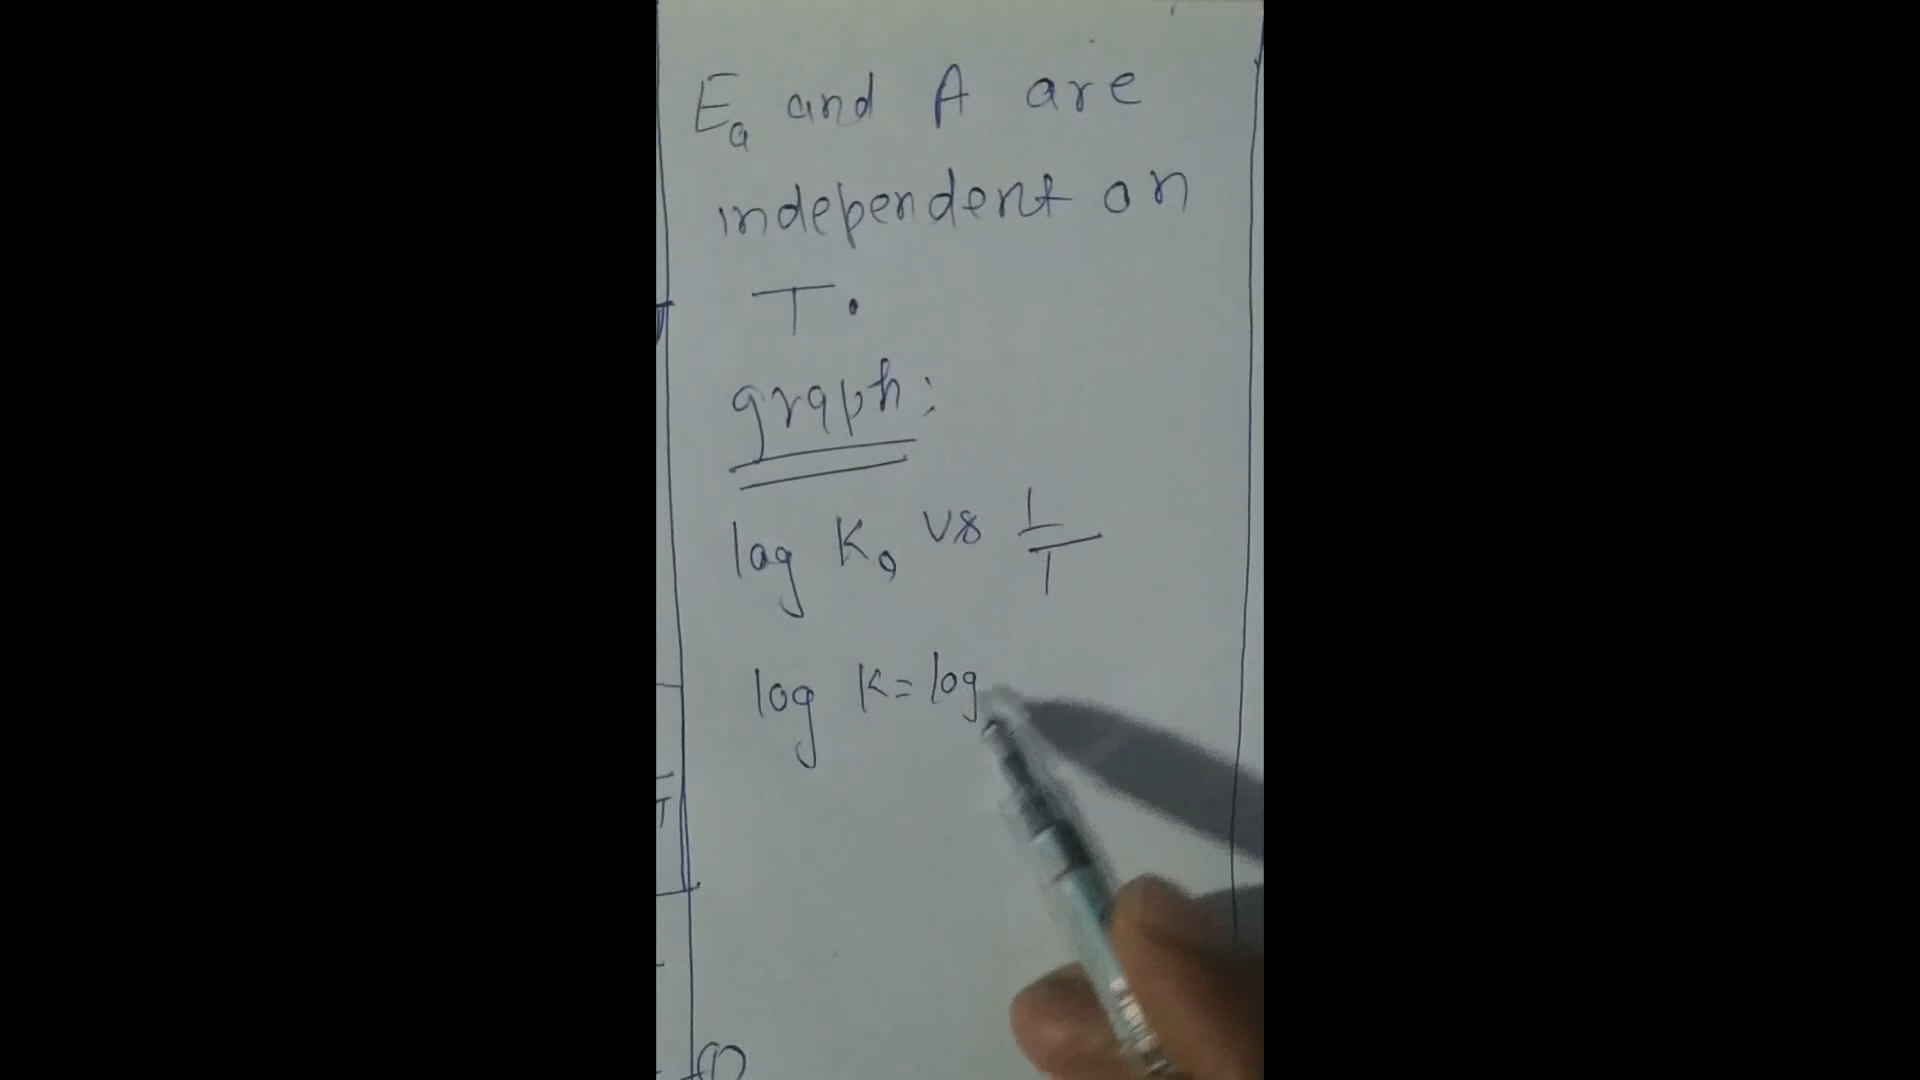 Ea and A are
independent on
T.
graph:
log K, vs 1/T
log K = log